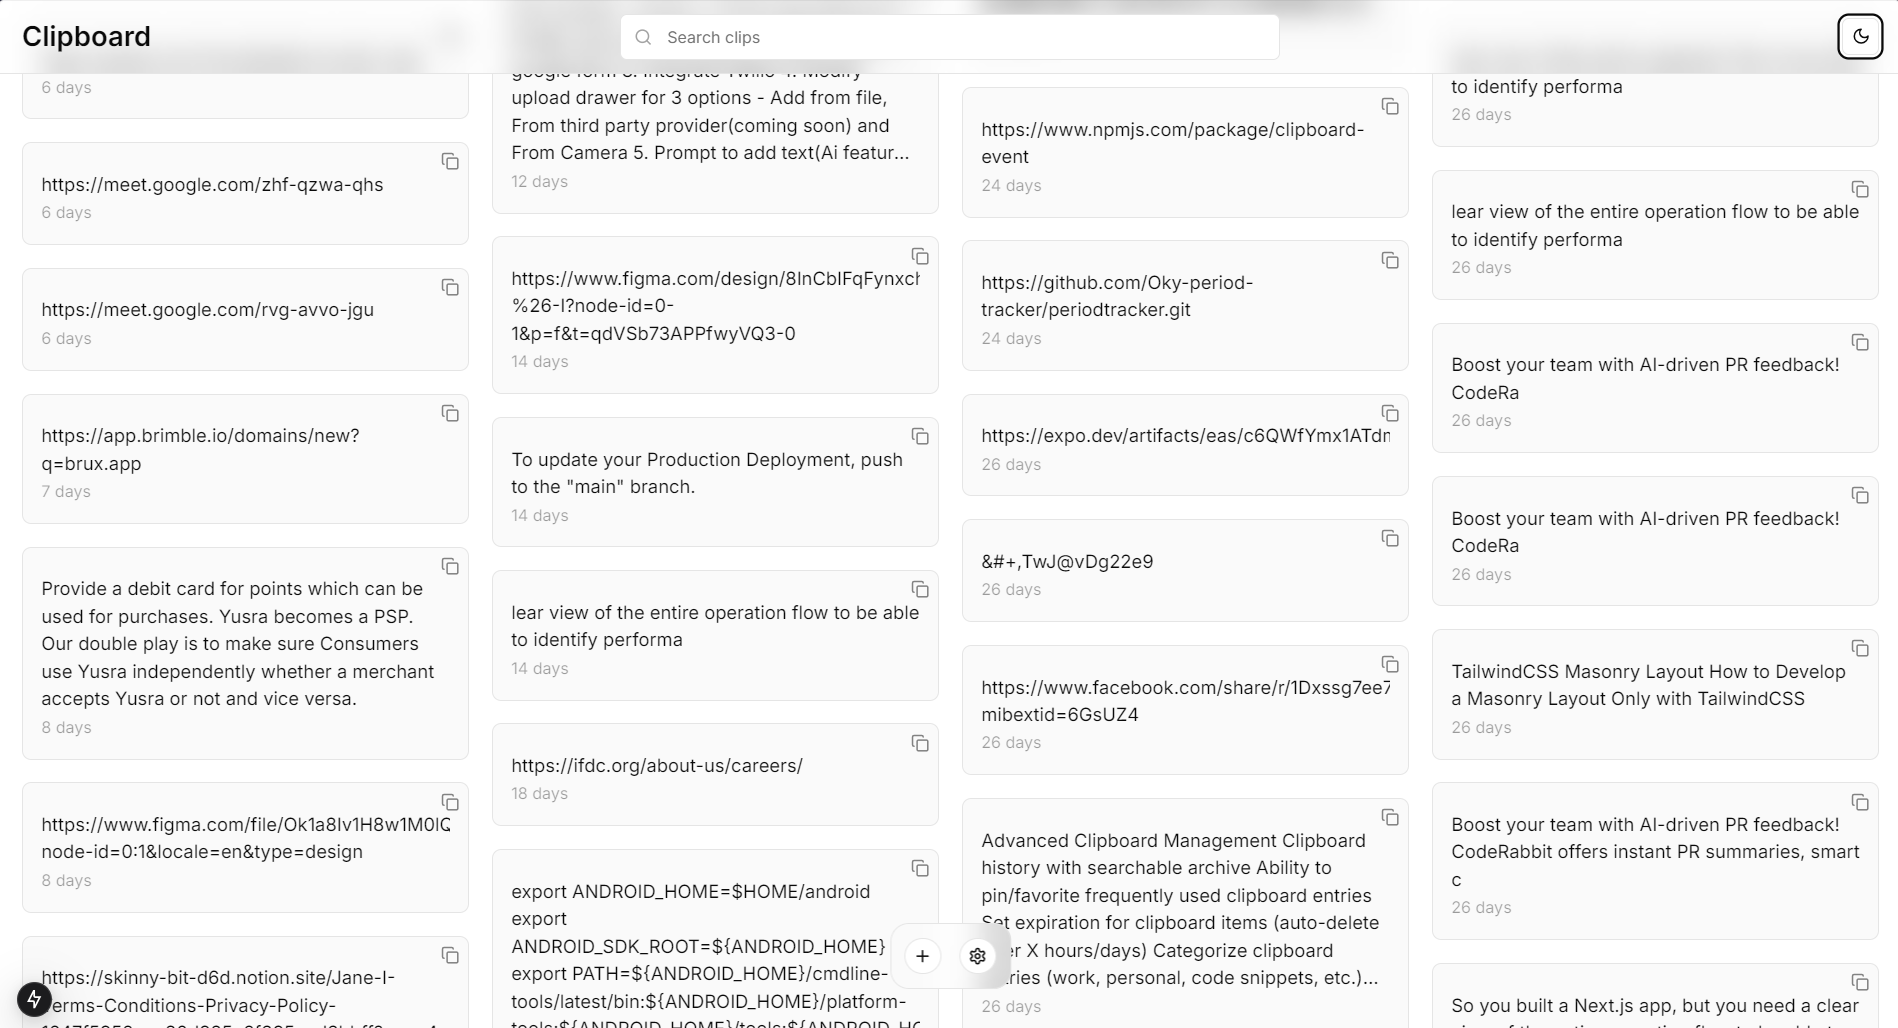 Clipboard
Search clips
6 days
https://meet.google.com/zhf-qzwa-qhs
6 days
https://meet.google.com/rvg-avvo-jgu
6 days
https://app.brimble.io/domains/new?
q=brux.app
7 days
Provide a debit card for points which can be
used for purchases. Yusra becomes a PSP.
Our double play is to make sure Consumers
use Yusra independently whether a merchant
accepts Yusra or not and vice versa.
8 days
https://www.figma.com/file/Ok1a8Iv1H8w1M0IQ
node-id=0:1&locale=en&type=design
8 days
https://skinny-bit-d6d.notion.site/Jane-I-
Terms-Conditions-Privacy-Policy-
google form 3. Integrate Twilio 4. Modify
upload drawer for 3 options - Add from file,
From third party provider(coming soon) and
From Camera 5. Prompt to add text(Ai featur...
12 days
https://www.figma.com/design/8InCbIFqFynxch
%26-I?node-id=0-
1&p=f&t=qdVSb73APPfwyVQ3-0
14 days
To update your Production Deployment, push
to the "main" branch.
14 days
lear view of the entire operation flow to be able
to identify performa
14 days
https://ifdc.org/about-us/careers/
18 days
export ANDROID_HOME=$HOME/android
export
ANDROID_SDK_ROOT=${ANDROID_HOME}
export PATH=${ANDROID_HOME}/cmdline-
tools/latest/bin:${ANDROID_HOME}/platform-
https://www.npmjs.com/package/clipboard-
event
24 days
https://github.com/Oky-period-
tracker/periodtracker.git
24 days
https://expo.dev/artifacts/eas/c6QWfYmx1ATdn
26 days
&#+,TwJ@vDg22e9
26 days
https://www.facebook.com/share/r/1Dxssg7ee7
mibextid=6GsUZ4
26 days
Advanced Clipboard Management Clipboard
history with searchable archive Ability to
pin/favorite frequently used clipboard entries
Set expiration for clipboard items (auto-delete
er X hours/days) Categorize clipboard
ries (work, personal, code snippets, etc.)...
26 days
to identify performa
26 days
lear view of the entire operation flow to be able
to identify performa
26 days
Boost your team with AI-driven PR feedback!
CodeRa
26 days
Boost your team with AI-driven PR feedback!
CodeRa
26 days
TailwindCSS Masonry Layout How to Develop
a Masonry Layout Only with TailwindCSS
26 days
Boost your team with AI-driven PR feedback!
CodeRabbit offers instant PR summaries, smart
c
26 days
So you built a Next.js app, but you need a clear